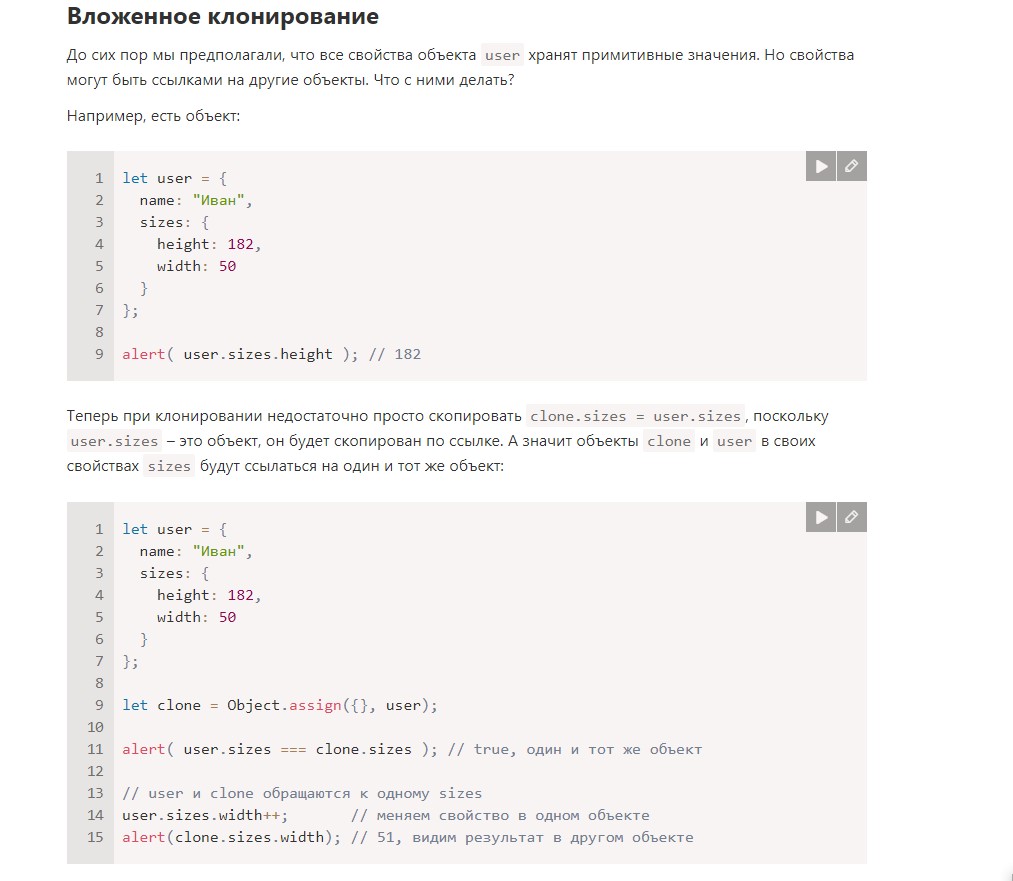 Вложенное клонирование
До сих пор мы предполагали, что все свойства объекта user хранят примитивные значения. Но свойства
могут быть ссылками на другие объекты. Что с ними делать?
Например, есть объект:
1 let user = {
2   name: "Иван",
3   sizes: {
4     height: 182,
5     width: 50
6   }
7 };
8
9 alert( user.sizes.height ); // 182
Теперь при клонировании недостаточно просто скопировать clone.sizes = user.sizes, поскольку
user.sizes – это объект, он будет скопирован по ссылке. А значит объекты clone и user в своих
свойствах sizes будут ссылаться на один и тот же объект:
1 let user = {
2   name: "Иван",
3   sizes: {
4     height: 182,
5     width: 50
6   }
7 };
8
9 let clone = Object.assign({}, user);
10
11 alert( user.sizes === clone.sizes ); // true, один и тот же объект
12
13 // user и clone обращаются к одному sizes
14 user.sizes.width++;       // меняем свойство в одном объекте
15 alert(clone.sizes.width); // 51, видим результат в другом объекте